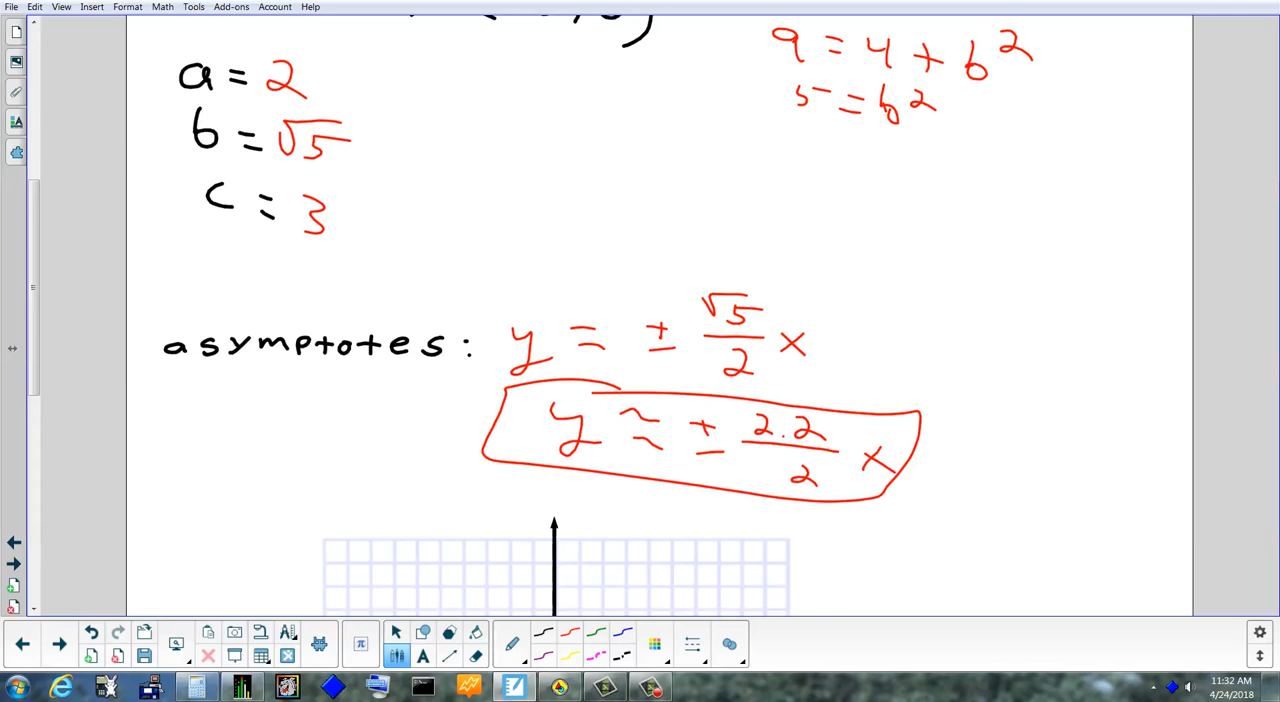 File Edit View Insert Format Math Tools Add-ons Account Help
9 = 4 + b²
5 = b²
a = 2
b = √5
c = 3
asymptotes: y = ± √5/2 x
y ≈ ± 2.2/2 x
π
A
11:32 AM
4/24/2018